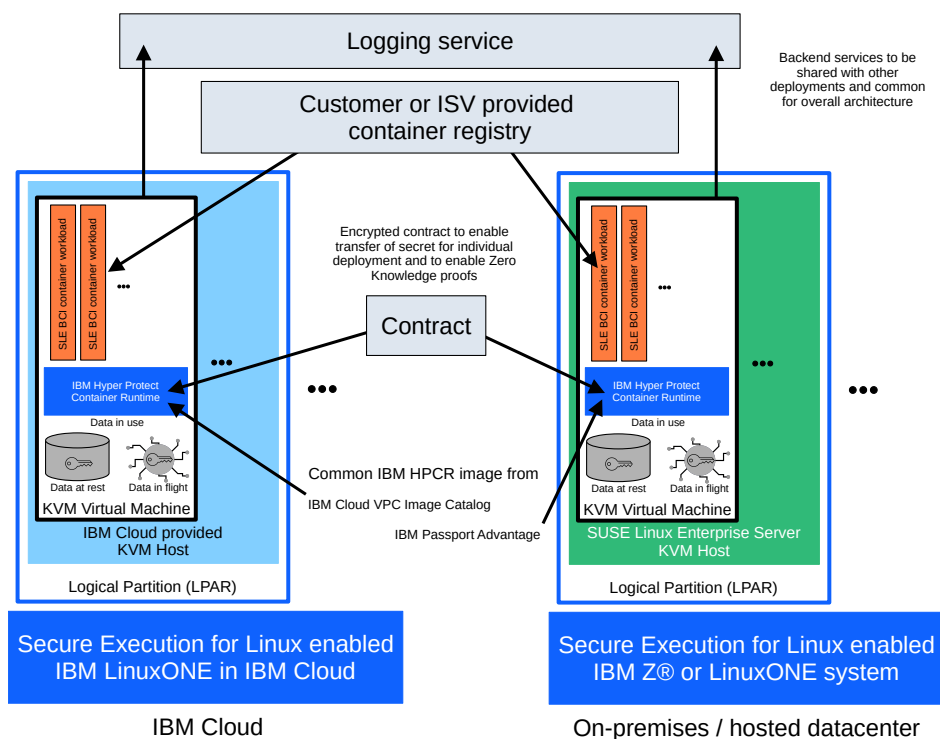 Logging service
Backend services to be
shared with other
deployments and common
for overall architecture
Customer or ISV provided
container registry
SLE BCI container workload
SLE BCI container workload
...
Encrypted contract to enable
transfer of secret for individual
deployment and to enable Zero
Knowledge proofs
SLE BCI container workload
SLE BCI container workload
...
Contract
...
...
...
...
IBM Hyper Protect
Container Runtime
Data in use
Data at rest
Data in flight
KVM Virtual Machine
IBM Cloud provided
KVM Host
Logical Partition (LPAR)
Common IBM HPCR image from
IBM Cloud VPC Image Catalog
IBM Passport Advantage
IBM Hyper Protect
Container Runtime
Data in use
Data at rest
Data in flight
KVM Virtual Machine
SUSE Linux Enterprise Server
KVM Host
Logical Partition (LPAR)
Secure Execution for Linux enabled
IBM LinuxONE in IBM Cloud
Secure Execution for Linux enabled
IBM Z® or LinuxONE system
IBM Cloud
On-premises / hosted datacenter